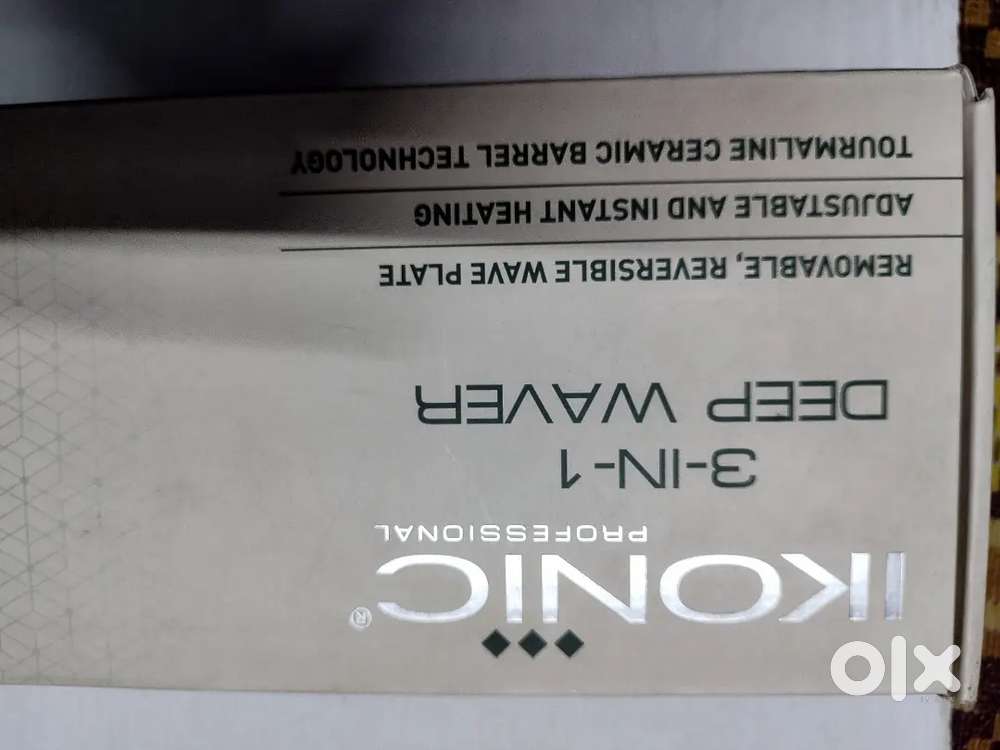 IKONIC®
PROFESSIONAL
3-IN-1
DEEP WAVER
REMOVABLE, REVERSIBLE WAVE PLATE
ADJUSTABLE AND INSTANT HEATING
TOURMALINE CERAMIC BARREL TECHNOLOGY
olx